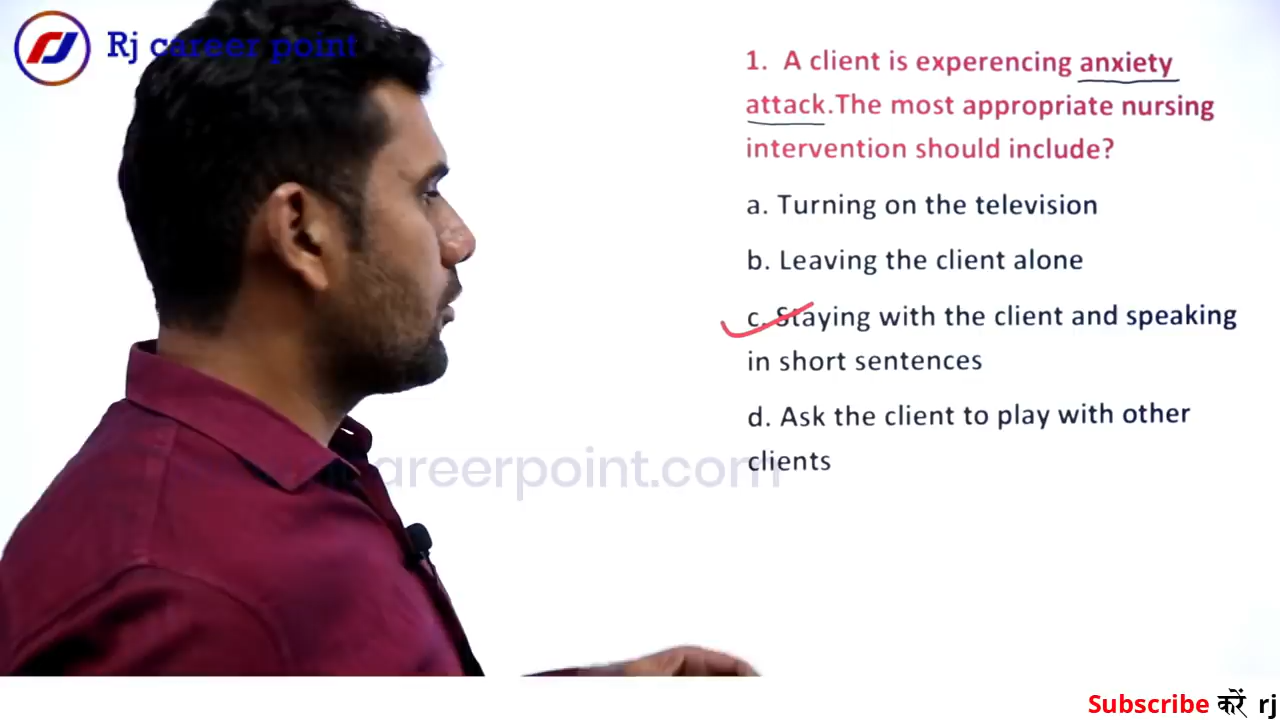 Rj career point
1. A client is experencing anxiety
attack.The most appropriate nursing
intervention should include?
a. Turning on the television
b. Leaving the client alone
c. Staying with the client and speaking
in short sentences
d. Ask the client to play with other
clients
careerpoint.com
Subscribe करें rj